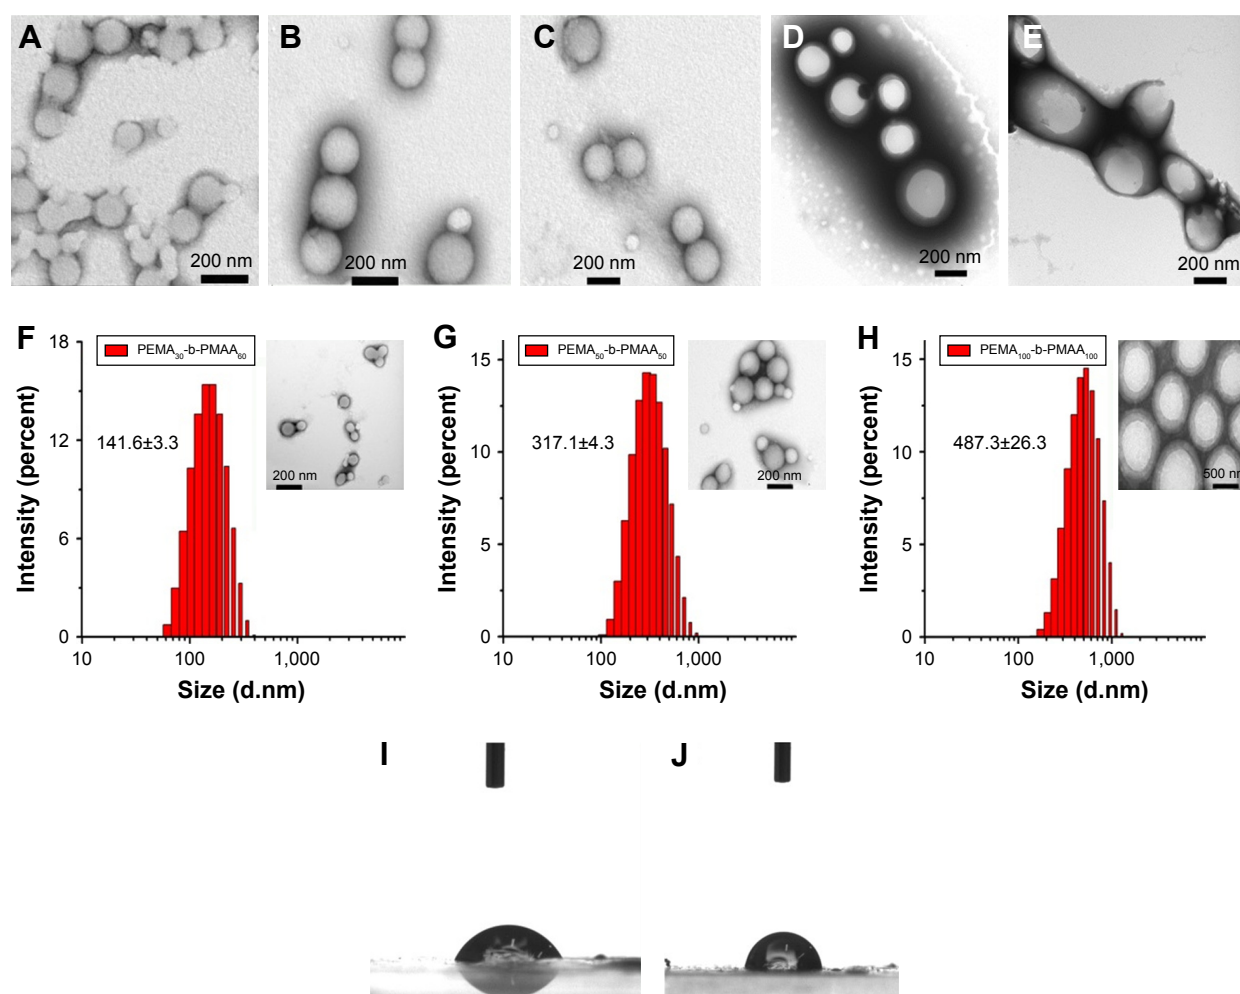 A
B
C
D
E
200 nm
200 nm
200 nm
200 nm
200 nm
F
G
H
18
12
6
0
Intensity (percent)
PEMA₃₀-b-PMAA₆₀
141.6±3.3
200 nm
10
100
1,000
Size (d.nm)
15
10
5
0
Intensity (percent)
PEMA₅₀-b-PMAA₅₀
317.1±4.3
200 nm
10
100
1,000
Size (d.nm)
15
10
5
0
Intensity (percent)
PEMA₁₀₀-b-PMAA₁₀₀
487.3±26.3
500 nm
10
100
1,000
Size (d.nm)
I
J